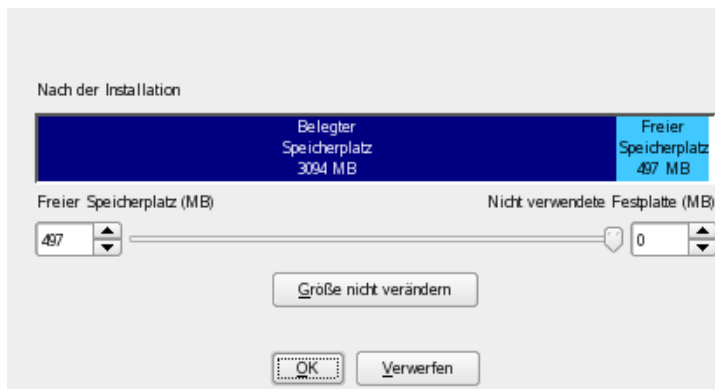 Nach der Installation
Belegter
Speicherplatz
3094 MB
Freier
Speicherplatz
497 MB
Freier Speicherplatz (MB)
Nicht verwendete Festplatte (MB)
497
0
Größe nicht verändern
OK
Verwerfen